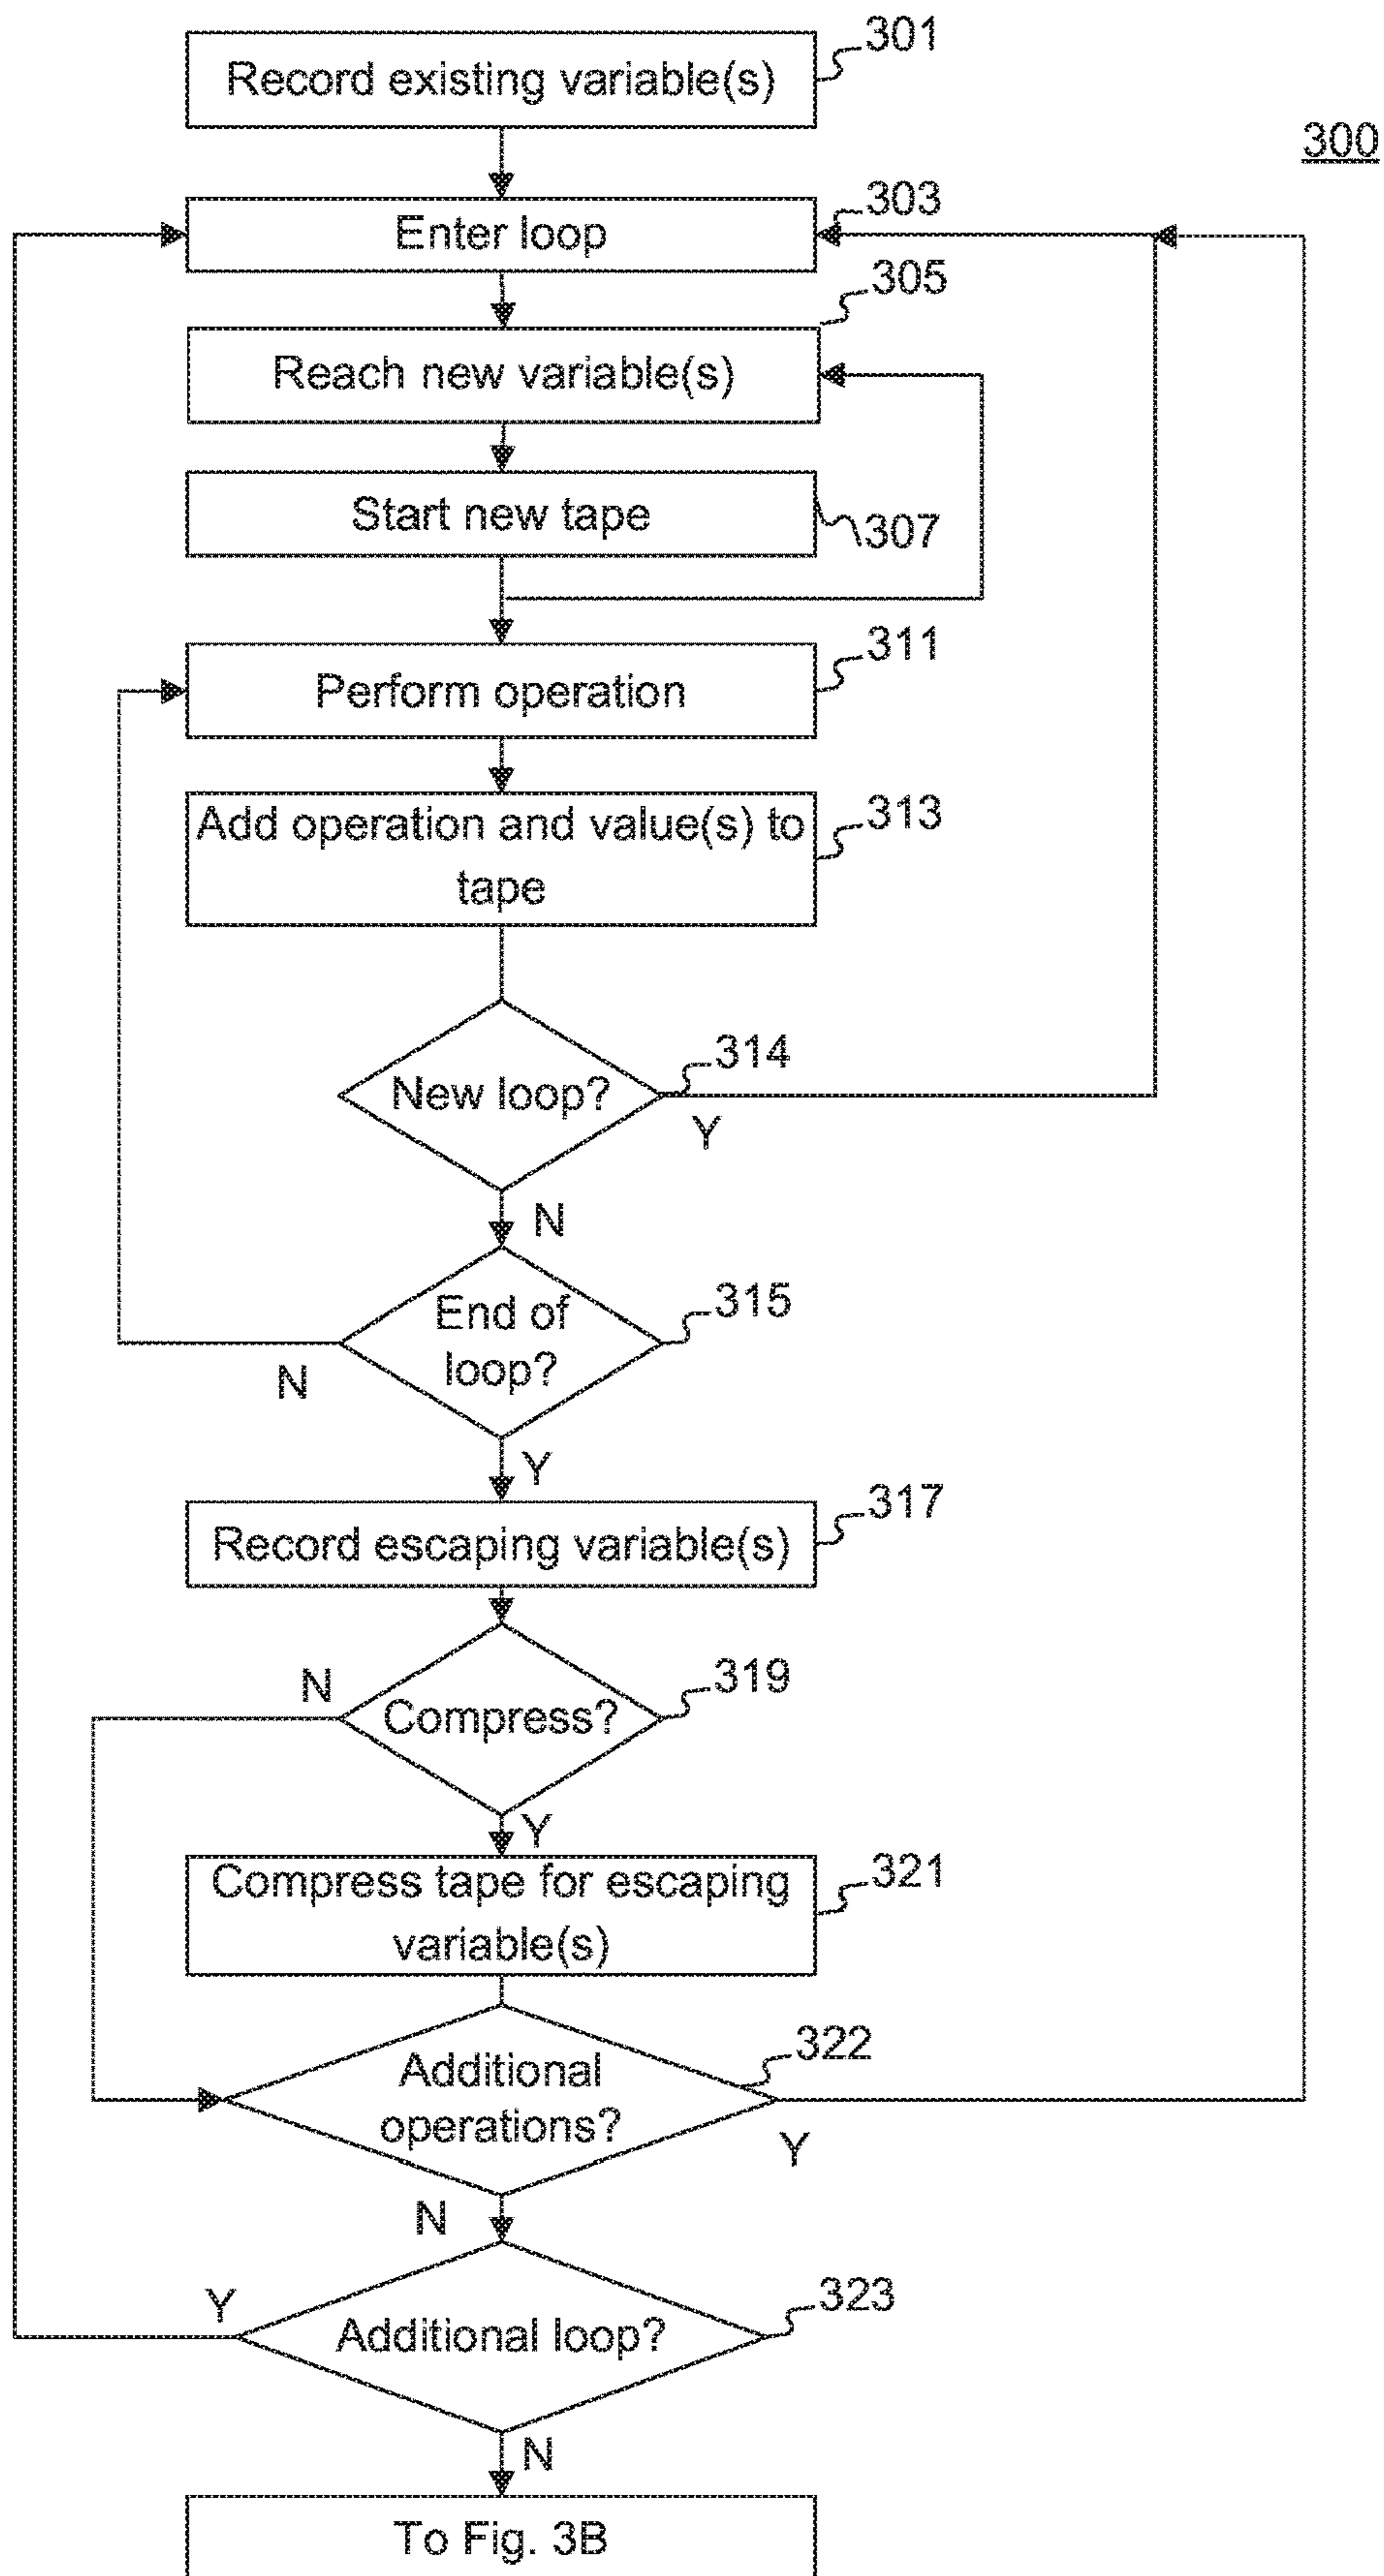 301
Record existing variable(s)
300
303
Enter loop
305
Reach new variable(s)
Start new tape
307
311
Perform operation
313
Add operation and value(s) to
tape
314
New loop?
Y
N
315
End of
loop?
N
Y
317
Record escaping variable(s)
319
N
Compress?
Y
321
Compress tape for escaping
variable(s)
322
Additional
operations?
Y
N
323
Y
Additional loop?
N
To Fig. 3B